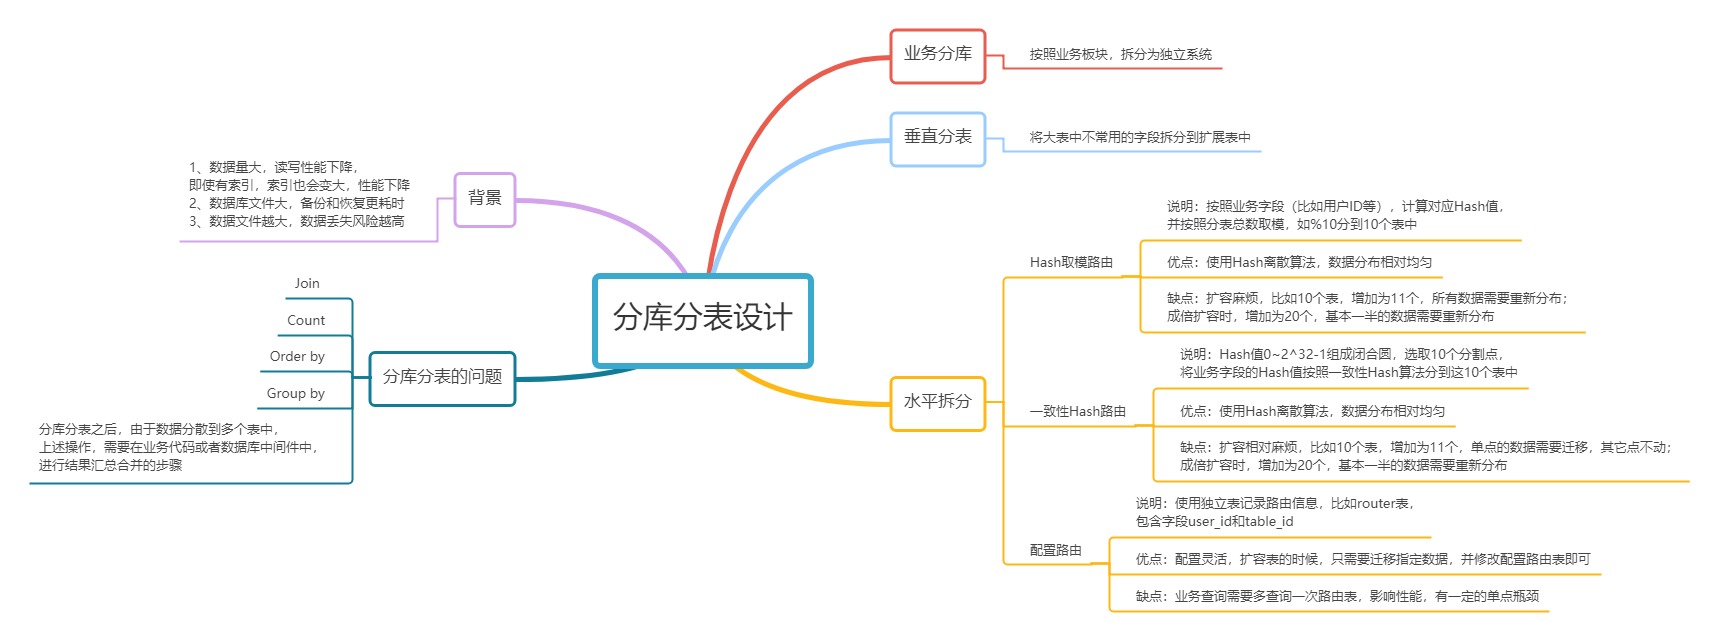 分库分表设计
背景
1、数据量大，读写性能下降，
即使有索引，索引也会变大，性能下降
2、数据库文件大，备份和恢复更耗时
3、数据文件越大，数据丢失风险越高
分库分表的问题
Join
Count
Order by
Group by
分库分表之后，由于数据分散到多个表中，
上述操作，需要在业务代码或者数据库中间件中，
进行结果汇总合并的步骤
业务分库
按照业务板块，拆分为独立系统
垂直分表
将大表中不常用的字段拆分到扩展表中
水平拆分
Hash取模路由
说明：按照业务字段（比如用户ID等），计算对应Hash值，
并按照分表总数取模，如%10分到10个表中
优点：使用Hash离散算法，数据分布相对均匀
缺点：扩容麻烦，比如10个表，增加为11个，所有数据需要重新分布；
成倍扩容时，增加为20个，基本一半的数据需要重新分布
一致性Hash路由
说明：Hash值0~2^32-1组成闭合圆，选取10个分割点，
将业务字段的Hash值按照一致性Hash算法分到这10个表中
优点：使用Hash离散算法，数据分布相对均匀
缺点：扩容相对麻烦，比如10个表，增加为11个，单点的数据需要迁移，其它点不动；
成倍扩容时，增加为20个，基本一半的数据需要重新分布
配置路由
说明：使用独立表记录路由信息，比如router表，
包含字段user_id和table_id
优点：配置灵活，扩容表的时候，只需要迁移指定数据，并修改配置路由表即可
缺点：业务查询需要多查询一次路由表，影响性能，有一定的单点瓶颈